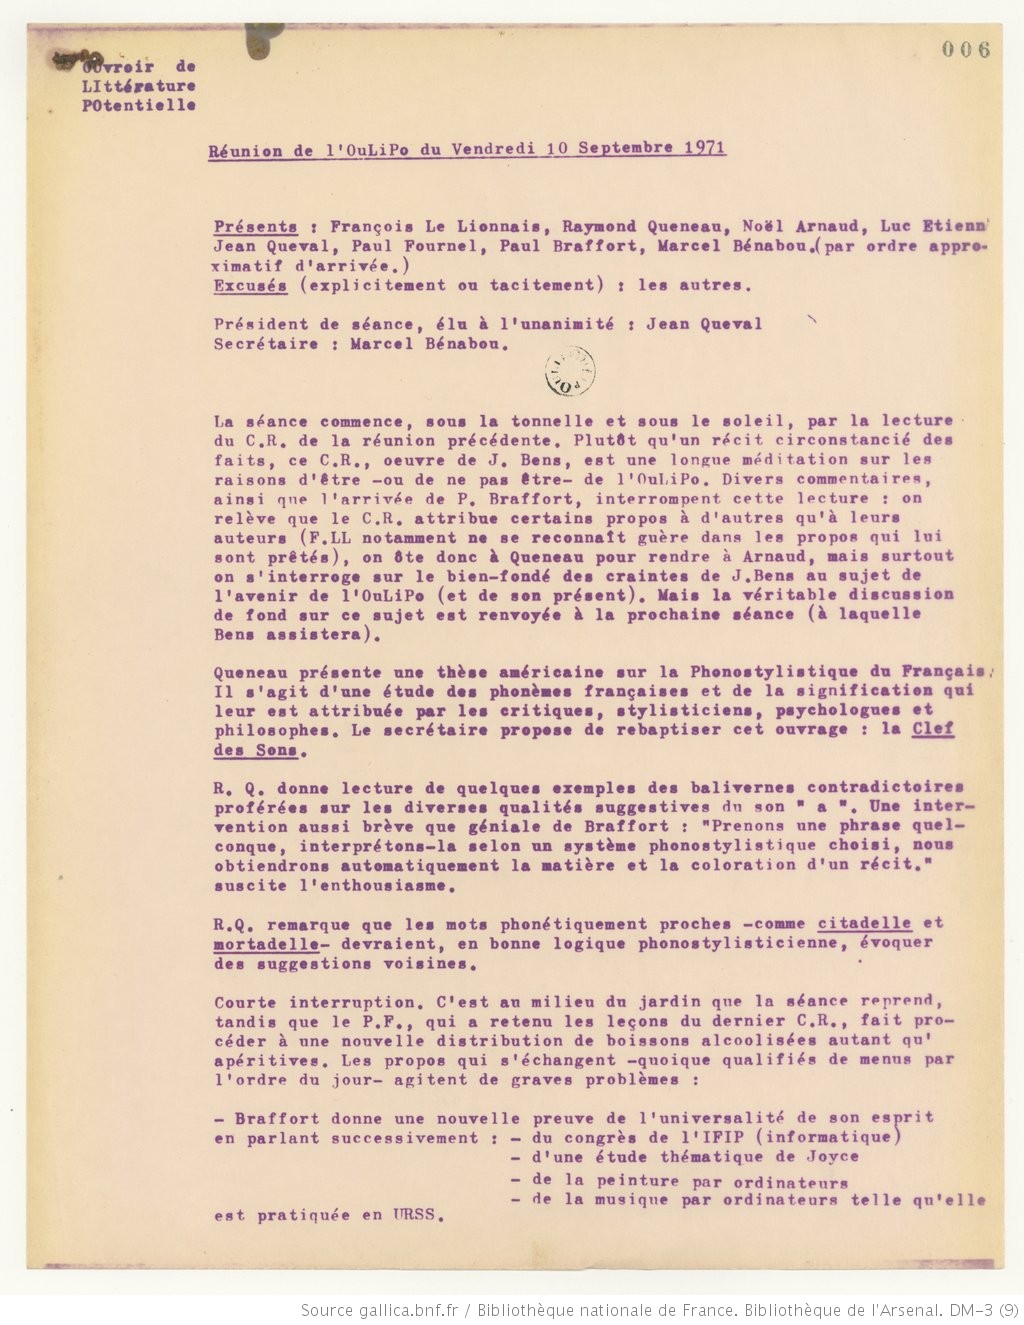 006
OUvroir de
LIttérature
POtentielle
Réunion de l'OuLiPo du Vendredi 10 Septembre 1971
Présents : François Le Lionnais, Raymond Queneau, Noël Arnaud, Luc Etienn
Jean Queval, Paul Fournel, Paul Braffort, Marcel Bénabou.(par ordre appro-
ximatif d'arrivée.)
Excusés (explicitement ou tacitement) : les autres.
Président de séance, élu à l'unanimité : Jean Queval
Secrétaire : Marcel Bénabou.
La séance commence, sous la tonnelle et sous le soleil, par la lecture
du C.R. de la réunion précédente. Plutôt qu'un récit circonstancié des
faits, ce C.R., oeuvre de J. Bens, est une longue méditation sur les
raisons d'être -ou de ne pas être- de l'OuLiPo. Divers commentaires,
ainsi que l'arrivée de P. Braffort, interrompent cette lecture : on
relève que le C.R. attribue certains propos à d'autres qu'à leurs
auteurs (F.LL notamment ne se reconnaît guère dans les propos qui lui
sont prêtés), on ôte donc à Queneau pour rendre à Arnaud, mais surtout
on s'interroge sur le bien-fondé des craintes de J.Bens au sujet de
l'avenir de l'OuLiPo (et de son présent). Mais la véritable discussion
de fond sur ce sujet est renvoyée à la prochaine séance (à laquelle
Bens assistera).
Queneau présente une thèse américaine sur la Phonostylistique du Français.
Il s'agit d'une étude des phonèmes françaises et de la signification qui
leur est attribuée par les critiques, stylisticiens, psychologues et
philosophes. Le secrétaire propose de rebaptiser cet ouvrage : la Clef
des Sons.
R. Q. donne lecture de quelques exemples des balivernes contradictoires
proférées sur les diverses qualités suggestives du son " a ". Une inter-
vention aussi brève que géniale de Braffort : "Prenons une phrase quel-
conque, interprétons-la selon un système phonostylistique choisi, nous
obtiendrons automatiquement la matière et la coloration d'un récit."
suscite l'enthousiasme.
R.Q. remarque que les mots phonétiquement proches -comme citadelle et
mortadelle- devraient, en bonne logique phonostylisticienne, évoquer
des suggestions voisines.
Courte interruption. C'est au milieu du jardin que la séance reprend,
tandis que le P.F., qui a retenu les leçons du dernier C.R., fait pro-
céder à une nouvelle distribution de boissons alcoolisées autant qu'
apéritives. Les propos qui s'échangent -quoique qualifiés de menus par
l'ordre du jour- agitent de graves problèmes :
- Braffort donne une nouvelle preuve de l'universalité de son esprit
en parlant successivement : - du congrès de l'IFIP (informatique)
- d'une étude thématique de Joyce
- de la peinture par ordinateurs
- de la musique par ordinateurs telle qu'elle
est pratiquée en URSS.
Source gallica.bnf.fr / Bibliothèque nationale de France. Bibliothèque de l'Arsenal. DM-3 (9)